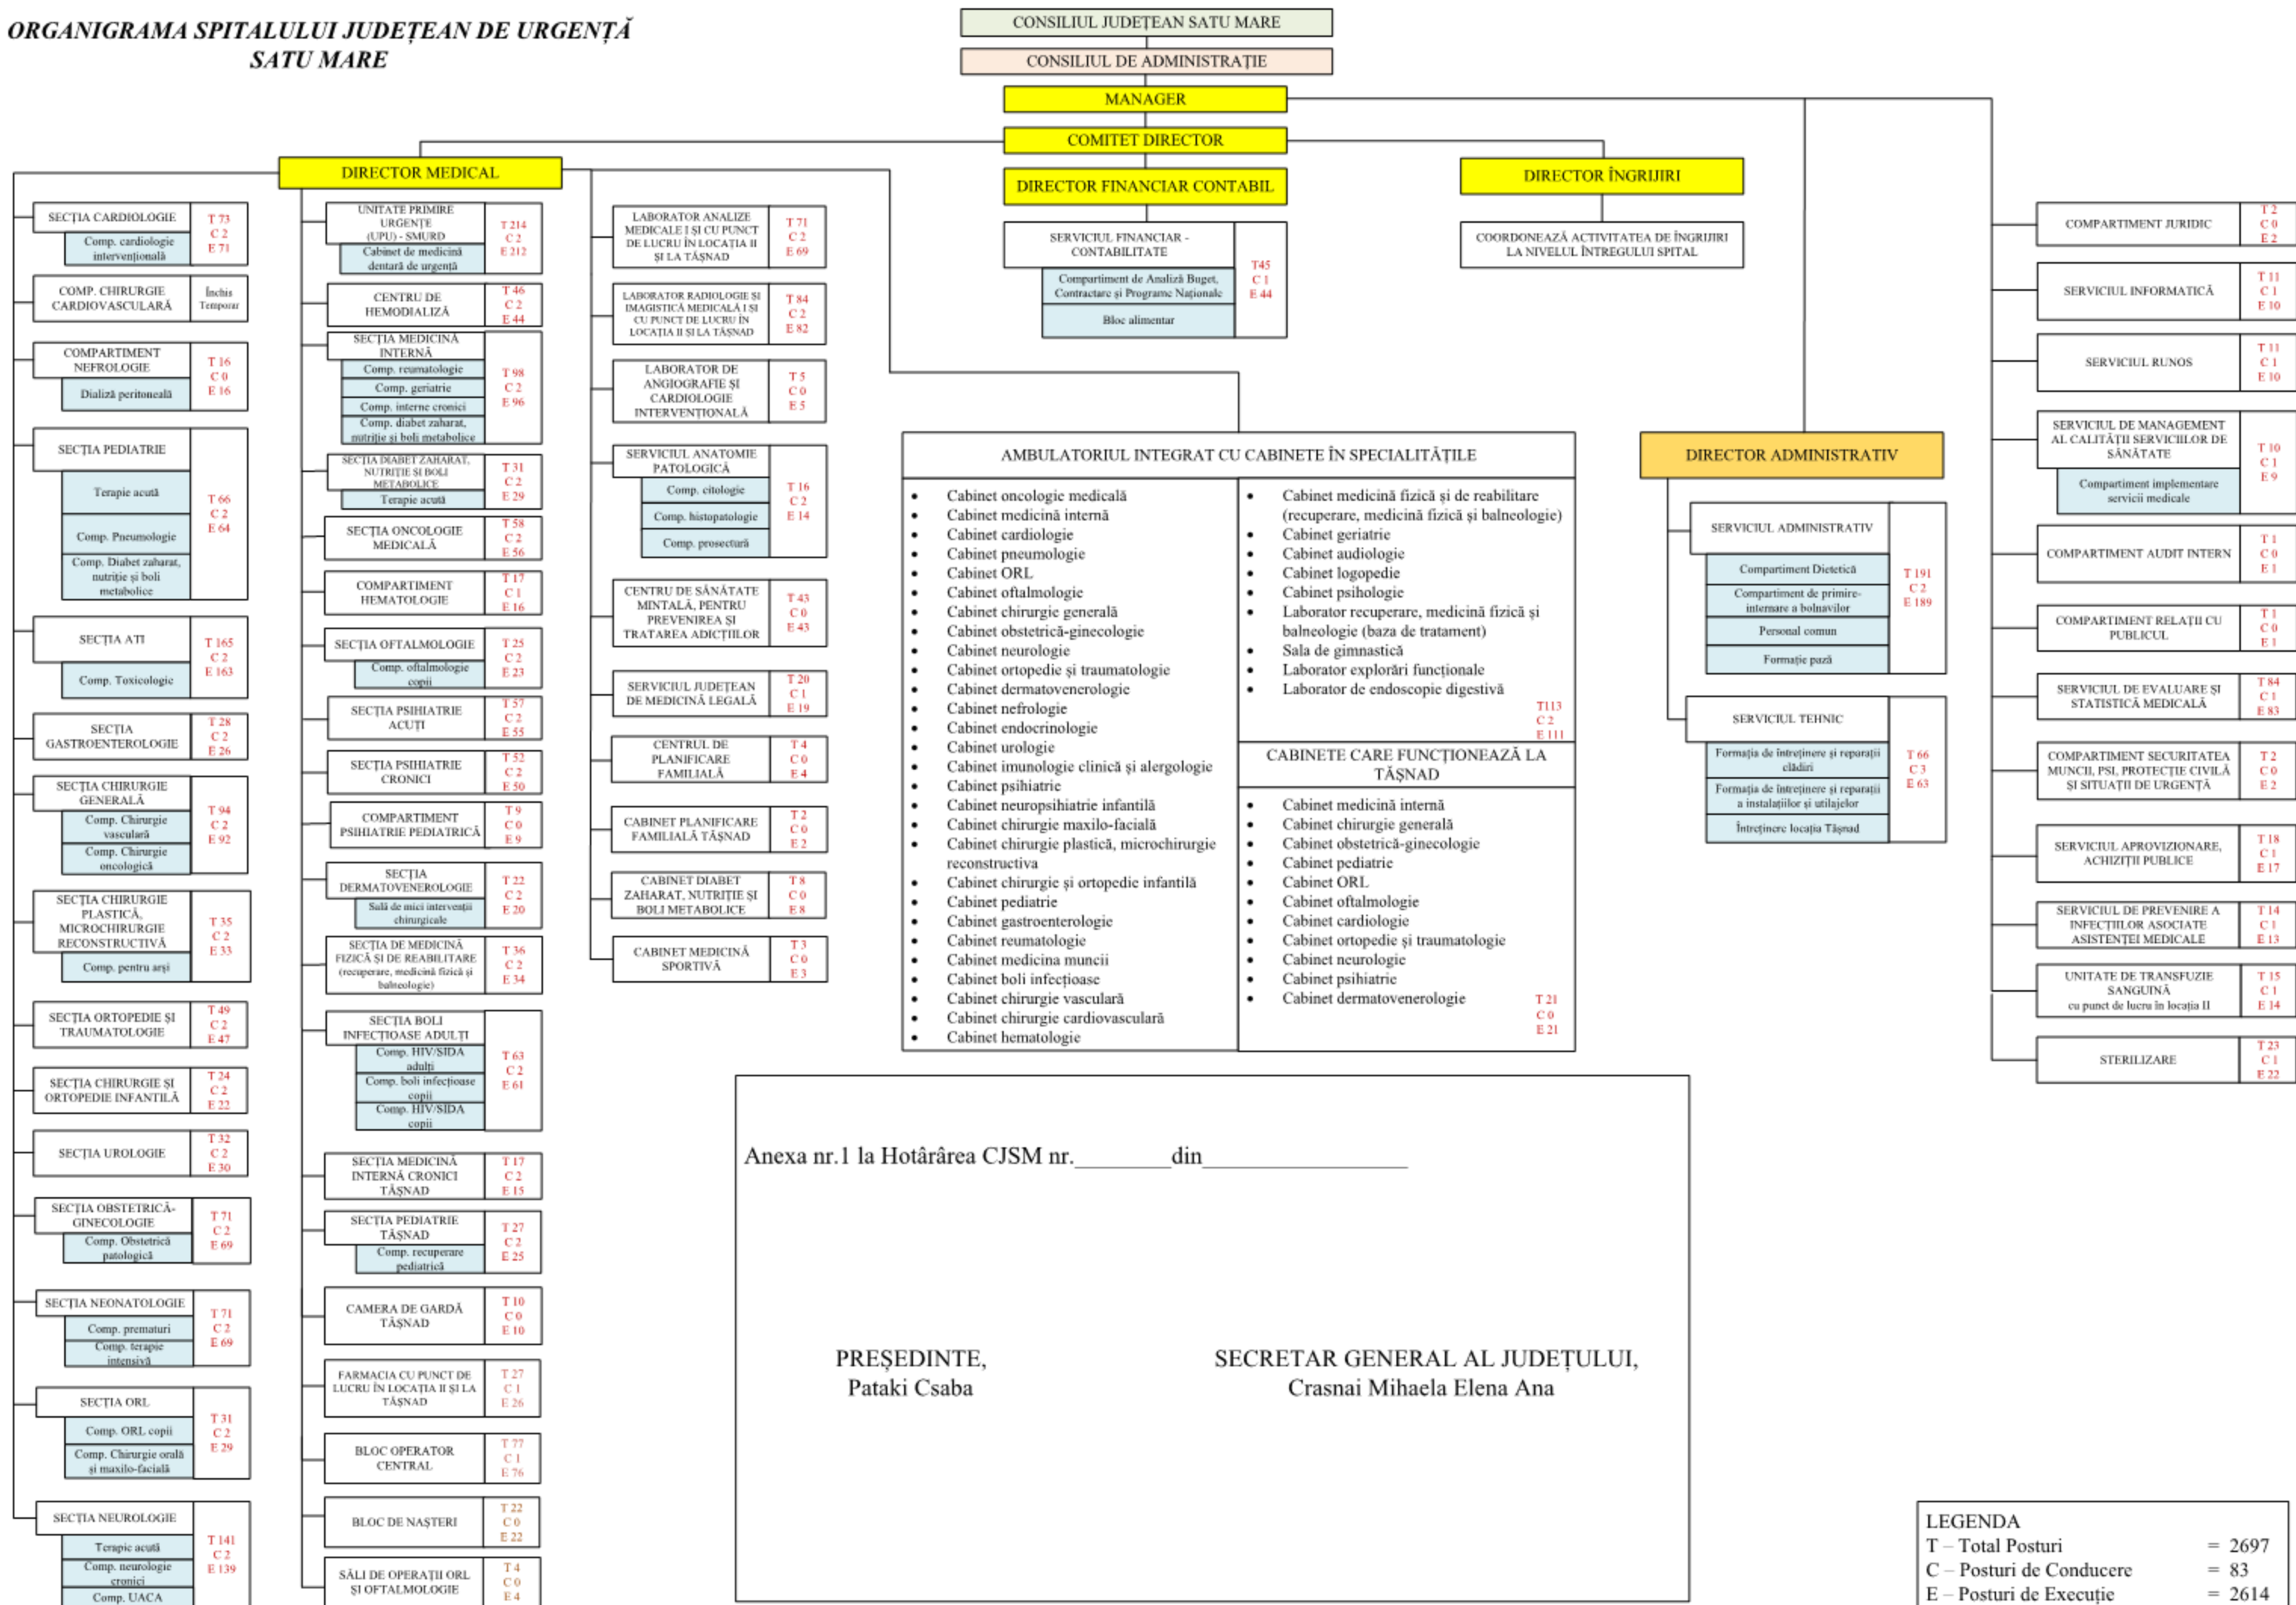 ORGANIGRAMA SPITALULUI JUDEȚEAN DE URGENȚĂ
SATU MARE
CONSILIUL JUDEȚEAN SATU MARE
CONSILIUL DE ADMINISTRAȚIE
MANAGER
COMITET DIRECTOR
DIRECTOR MEDICAL
DIRECTOR FINANCIAR CONTABIL
DIRECTOR ÎNGRIJIRI
SECȚIA CARDIOLOGIE
Comp. cardiologie
intervențională
T 73
C 2
E 71
COMP. CHIRURGIE
CARDIOVASCULARĂ
Închis
Temporar
COMPARTIMENT
NEFROLOGIE
Dializă peritoneală
T 16
C 0
E 16
SECȚIA PEDIATRIE
Terapie acută
Comp. Pneumologie
Comp. Diabet zaharat,
nutriție și boli
metabolice
T 66
C 2
E 64
SECȚIA ATI
Comp. Toxicologie
T 165
C 2
E 163
SECȚIA
GASTROENTEROLOGIE
T 28
C 2
E 26
SECȚIA CHIRURGIE
GENERALĂ
Comp. Chirurgie
vasculară
Comp. Chirurgie
oncologică
T 94
C 2
E 92
SECȚIA CHIRURGIE
PLASTICĂ,
MICROCHIRURGIE
RECONSTRUCTIVĂ
Comp. pentru arși
T 35
C 2
E 33
SECȚIA ORTOPEDIE ȘI
TRAUMATOLOGIE
T 49
C 2
E 47
SECȚIA CHIRURGIE ȘI
ORTOPEDIE INFANTILĂ
T 24
C 2
E 22
SECȚIA UROLOGIE
T 32
C 2
E 30
SECȚIA OBSTETRICĂ-
GINECOLOGIE
Comp. Obstetrică
patologică
T 71
C 2
E 69
SECȚIA NEONATOLOGIE
Comp. prematuri
Comp. terapie
intensivă
T 71
C 2
E 69
SECȚIA ORL
Comp. ORL copii
Comp. Chirurgie orală
și maxilo-facială
T 31
C 2
E 29
SECȚIA NEUROLOGIE
Terapie acută
Comp. neurologie
cronici
Comp. UACA
T 141
C 2
E 139
UNITATE PRIMIRE
URGENȚE
(UPU) - SMURD
Cabinet de medicină
dentară de urgență
T 214
C 2
E 212
CENTRU DE
HEMODIALIZĂ
T 46
C 2
E 44
SECȚIA MEDICINĂ
INTERNĂ
Comp. reumatologie
Comp. geriatrie
Comp. interne cronici
Comp. diabet zaharat,
nutriție și boli metabolice
T 98
C 2
E 96
SECȚIA DIABET ZAHARAT,
NUTRIȚIE ȘI BOLI
METABOLICE
Terapie acută
T 31
C 2
E 29
SECȚIA ONCOLOGIE
MEDICALĂ
T 58
C 2
E 56
COMPARTIMENT
HEMATOLOGIE
T 17
C 1
E 16
SECȚIA OFTALMOLOGIE
Comp. oftalmologie
copii
T 25
C 2
E 23
SECȚIA PSIHIATRIE
ACUȚI
T 57
C 2
E 55
SECȚIA PSIHIATRIE
CRONICI
T 52
C 2
E 50
COMPARTIMENT
PSIHIATRIE PEDIATRICĂ
T 9
C 0
E 9
SECȚIA
DERMATOVENEROLOGIE
Sală de mici intervenții
chirurgicale
T 22
C 2
E 20
SECȚIA DE MEDICINĂ
FIZICĂ ȘI DE REABILITARE
(recuperare, medicină fizică și
balneologie)
T 36
C 2
E 34
SECȚIA BOLI
INFECȚIOASE ADULȚI
Comp. HIV/SIDA
adulți
Comp. boli infecțioase
copii
Comp. HIV/SIDA
copii
T 63
C 2
E 61
SECȚIA MEDICINĂ
INTERNĂ CRONICI
TĂȘNAD
T 17
C 2
E 15
SECȚIA PEDIATRIE
TĂȘNAD
Comp. recuperare
pediatrică
T 27
C 2
E 25
CAMERA DE GARDĂ
TĂȘNAD
T 10
C 0
E 10
FARMACIA CU PUNCT DE
LUCRU ÎN LOCAȚIA II ȘI LA
TĂȘNAD
T 27
C 1
E 26
BLOC OPERATOR
CENTRAL
T 77
C 1
E 76
BLOC DE NAȘTERI
T 22
C 0
E 22
SĂLI DE OPERAȚII ORL
ȘI OFTALMOLOGIE
T 4
C 0
E 4
LABORATOR ANALIZE
MEDICALE I ȘI CU PUNCT
DE LUCRU ÎN LOCAȚIA II
ȘI LA TĂȘNAD
T 71
C 2
E 69
LABORATOR RADIOLOGIE ȘI
IMAGISTICĂ MEDICALĂ I ȘI
CU PUNCT DE LUCRU ÎN
LOCAȚIA II ȘI LA TĂȘNAD
T 84
C 2
E 82
LABORATOR DE
ANGIOGRAFIE ȘI
CARDIOLOGIE
INTERVENȚIONALĂ
T 5
C 0
E 5
SERVICIUL ANATOMIE
PATOLOGICĂ
Comp. citologie
Comp. histopatologie
Comp. prosectură
T 16
C 2
E 14
CENTRU DE SĂNĂTATE
MINTALĂ, PENTRU
PREVENIREA ȘI
TRATAREA ADICȚIILOR
T 43
C 0
E 43
SERVICIUL JUDEȚEAN
DE MEDICINĂ LEGALĂ
T 20
C 1
E 19
CENTRUL DE
PLANIFICARE
FAMILIALĂ
T 4
C 0
E 4
CABINET PLANIFICARE
FAMILIALĂ TĂȘNAD
T 2
C 0
E 2
CABINET DIABET
ZAHARAT, NUTRIȚIE ȘI
BOLI METABOLICE
T 8
C 0
E 8
CABINET MEDICINĂ
SPORTIVĂ
T 3
C 0
E 3
SERVICIUL FINANCIAR -
CONTABILITATE
Compartiment de Analiză Buget,
Contractare și Programe Naționale
Bloc alimentar
T45
C 1
E 44
COORDONEAZĂ ACTIVITATEA DE ÎNGRIJIRI
LA NIVELUL ÎNTREGULUI SPITAL
AMBULATORIUL INTEGRAT CU CABINETE ÎN SPECIALITĂȚILE
• Cabinet oncologie medicală
• Cabinet medicină internă
• Cabinet cardiologie
• Cabinet pneumologie
• Cabinet ORL
• Cabinet oftalmologie
• Cabinet chirurgie generală
• Cabinet obstetrică-ginecologie
• Cabinet neurologie
• Cabinet ortopedie și traumatologie
• Cabinet dermatovenerologie
• Cabinet nefrologie
• Cabinet endocrinologie
• Cabinet urologie
• Cabinet imunologie clinică și alergologie
• Cabinet psihiatrie
• Cabinet neuropsihiatrie infantilă
• Cabinet chirurgie maxilo-facială
• Cabinet chirurgie plastică, microchirurgie
reconstructiva
• Cabinet chirurgie și ortopedie infantilă
• Cabinet pediatrie
• Cabinet gastroenterologie
• Cabinet reumatologie
• Cabinet medicina muncii
• Cabinet boli infecțioase
• Cabinet chirurgie vasculară
• Cabinet chirurgie cardiovasculară
• Cabinet hematologie
• Cabinet medicină fizică și de reabilitare
(recuperare, medicină fizică și balneologie)
• Cabinet geriatrie
• Cabinet audiologie
• Cabinet logopedie
• Cabinet psihologie
• Laborator recuperare, medicină fizică și
balneologie (baza de tratament)
• Sala de gimnastică
• Laborator explorări funcționale
• Laborator de endoscopie digestivă
T113
C 2
E 111
CABINETE CARE FUNCȚIONEAZĂ LA
TĂȘNAD
• Cabinet medicină internă
• Cabinet chirurgie generală
• Cabinet obstetrică-ginecologie
• Cabinet pediatrie
• Cabinet ORL
• Cabinet oftalmologie
• Cabinet cardiologie
• Cabinet ortopedie și traumatologie
• Cabinet neurologie
• Cabinet psihiatrie
• Cabinet dermatovenerologie
T 21
C 0
E 21
DIRECTOR ADMINISTRATIV
SERVICIUL ADMINISTRATIV
Compartiment Dietetică
Compartiment de primire-
internare a bolnavilor
Personal comun
Formație pază
T 191
C 2
E 189
SERVICIUL TEHNIC
Formația de întreținere și reparații
clădiri
Formația de întreținere și reparații
a instalațiilor și utilajelor
Întreținere locația Tășnad
T 66
C 3
E 63
COMPARTIMENT JURIDIC
T 2
C 0
E 2
SERVICIUL INFORMATICĂ
T 11
C 1
E 10
SERVICIUL RUNOS
T 11
C 1
E 10
SERVICIUL DE MANAGEMENT
AL CALITĂȚII SERVICIILOR DE
SĂNĂTATE
Compartiment implementare
servicii medicale
T 10
C 1
E 9
COMPARTIMENT AUDIT INTERN
T 1
C 0
E 1
COMPARTIMENT RELAȚII CU
PUBLICUL
T 1
C 0
E 1
SERVICIUL DE EVALUARE ȘI
STATISTICĂ MEDICALĂ
T 84
C 1
E 83
COMPARTIMENT SECURITATEA
MUNCII, PSI, PROTECȚIE CIVILĂ
ȘI SITUAȚII DE URGENȚĂ
T 2
C 0
E 2
SERVICIUL APROVIZIONARE,
ACHIZIȚII PUBLICE
T 18
C 1
E 17
SERVICIUL DE PREVENIRE A
INFECȚIILOR ASOCIATE
ASISTENȚEI MEDICALE
T 14
C 1
E 13
UNITATE DE TRANSFUZIE
SANGUINĂ
cu punct de lucru în locația II
T 15
C 1
E 14
STERILIZARE
T 23
C 1
E 22
Anexa nr.1 la Hotărârea CJSM nr.________din_________________
PREȘEDINTE,
Pataki Csaba
SECRETAR GENERAL AL JUDEȚULUI,
Crasnai Mihaela Elena Ana
LEGENDA
T – Total Posturi = 2697
C – Posturi de Conducere = 83
E – Posturi de Execuție = 2614